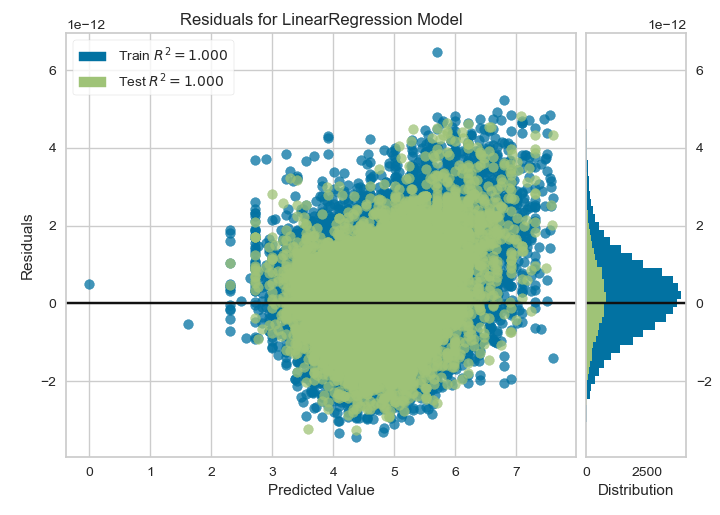 Residuals for LinearRegression Model
1e−12
1e−12
Train R² = 1.000
Test R² = 1.000
6
4
2
0
−2
6
4
2
0
−2
Residuals
0 1 2 3 4 5 6 7
0 2500
Predicted Value
Distribution